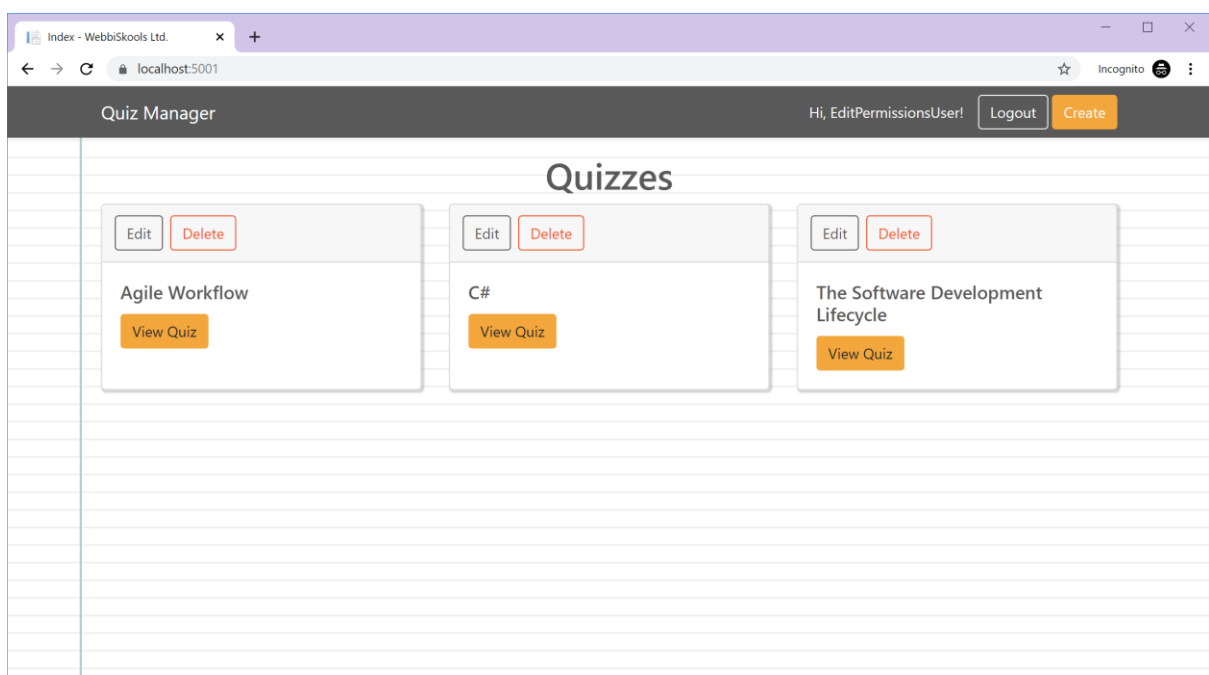 Index - WebbiSkools Ltd.
localhost:5001
Incognito
Quiz Manager
Hi, EditPermissionsUser!
Logout
Create
Quizzes
Edit
Delete
Edit
Delete
Edit
Delete
Agile Workflow
View Quiz
C#
View Quiz
The Software Development
Lifecycle
View Quiz